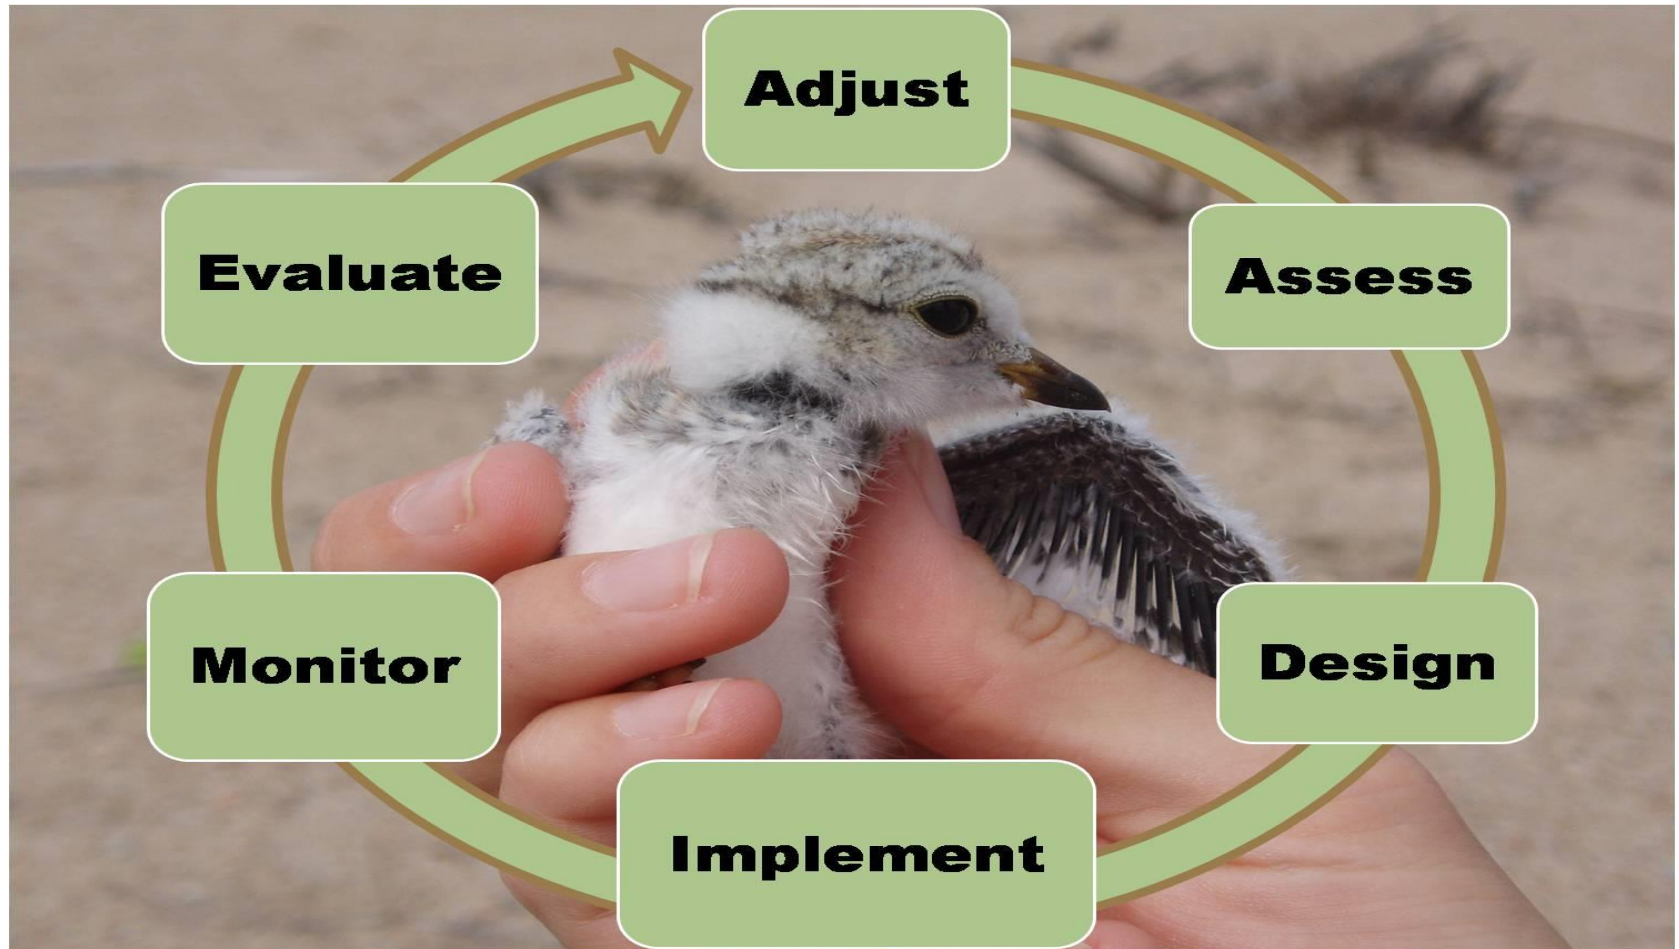 Adjust
Assess
Design
Implement
Monitor
Evaluate